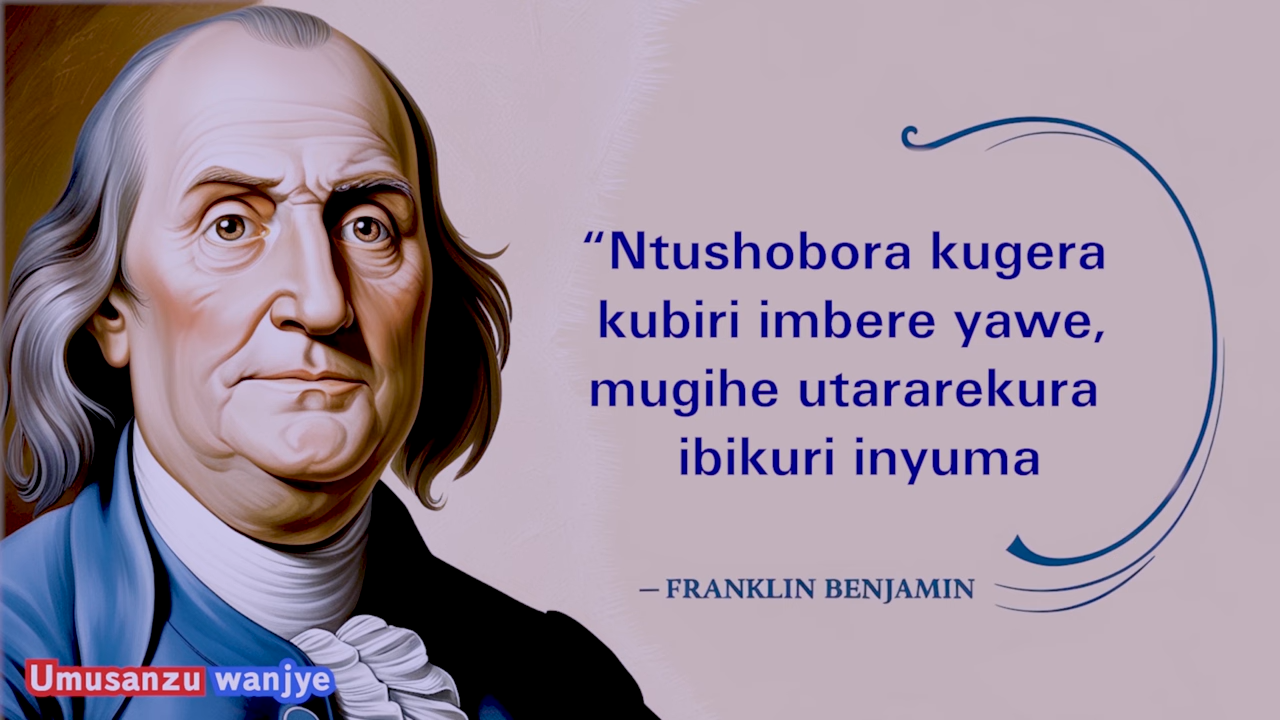 “Ntushobora kugera
kubiri imbere yawe,
mugihe utararekura
ibikuri inyuma
– FRANKLIN BENJAMIN
Umusanzu wanjye